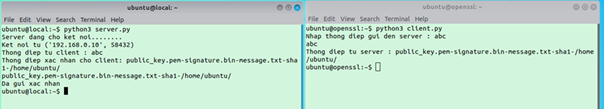 ubuntu@local: ~
File Edit View Search Terminal Help
ubuntu@local:~$ python3 server.py
Server dang cho ket noi........
Ket noi tu ('192.168.0.10', 58432)
Thong diep tu client : abc
Thong diep xac nhan cho client: public_key.pem-signature.bin-message.txt-sha
1-/home/ubuntu/
public_key.pem-signature.bin-message.txt-sha1-/home/ubuntu/
Da gui xac nhan
ubuntu@local:~$
ubuntu@openssl: ~
File Edit View Search Terminal Help
ubuntu@openssl:~$ python3 client.py
Nhap thong diep gui den server : abc
abc
Thong diep tu server : public_key.pem-signature.bin-message.txt-sha1-/home
/ubuntu/
ubuntu@openssl:~$